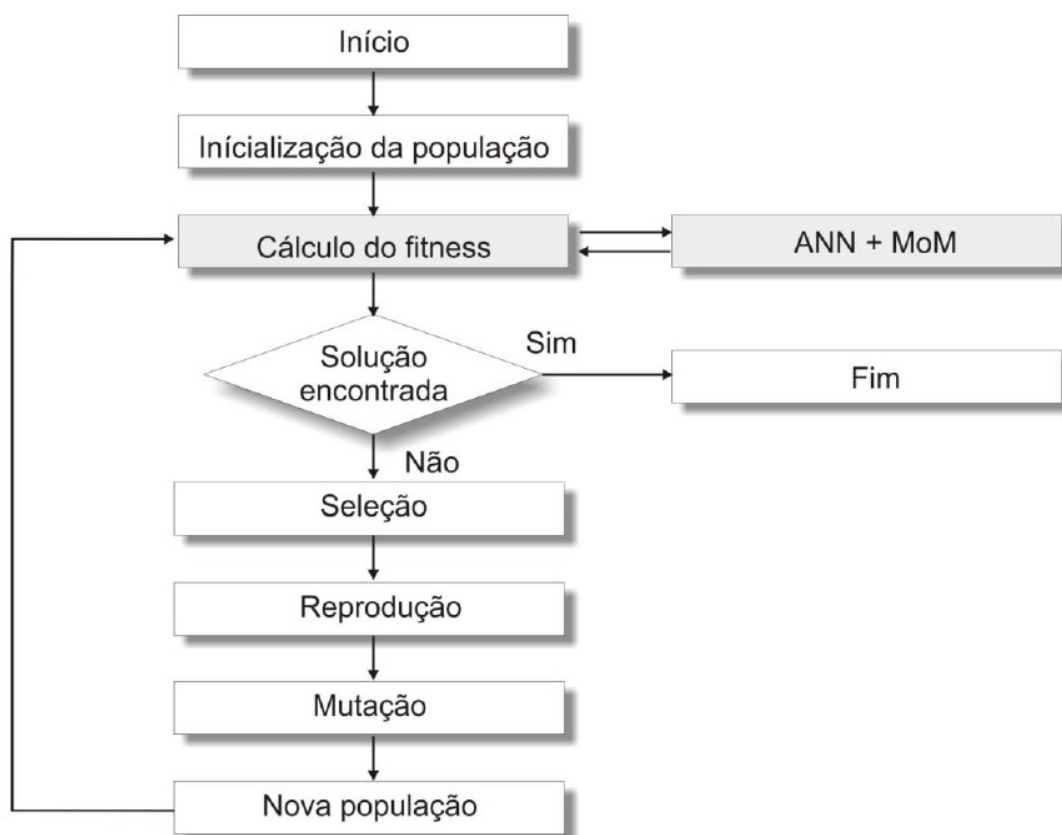 Início
Inícialização da população
Cálculo do fitness
ANN + MoM
Solução
encontrada
Sim
Fim
Não
Seleção
Reprodução
Mutação
Nova população